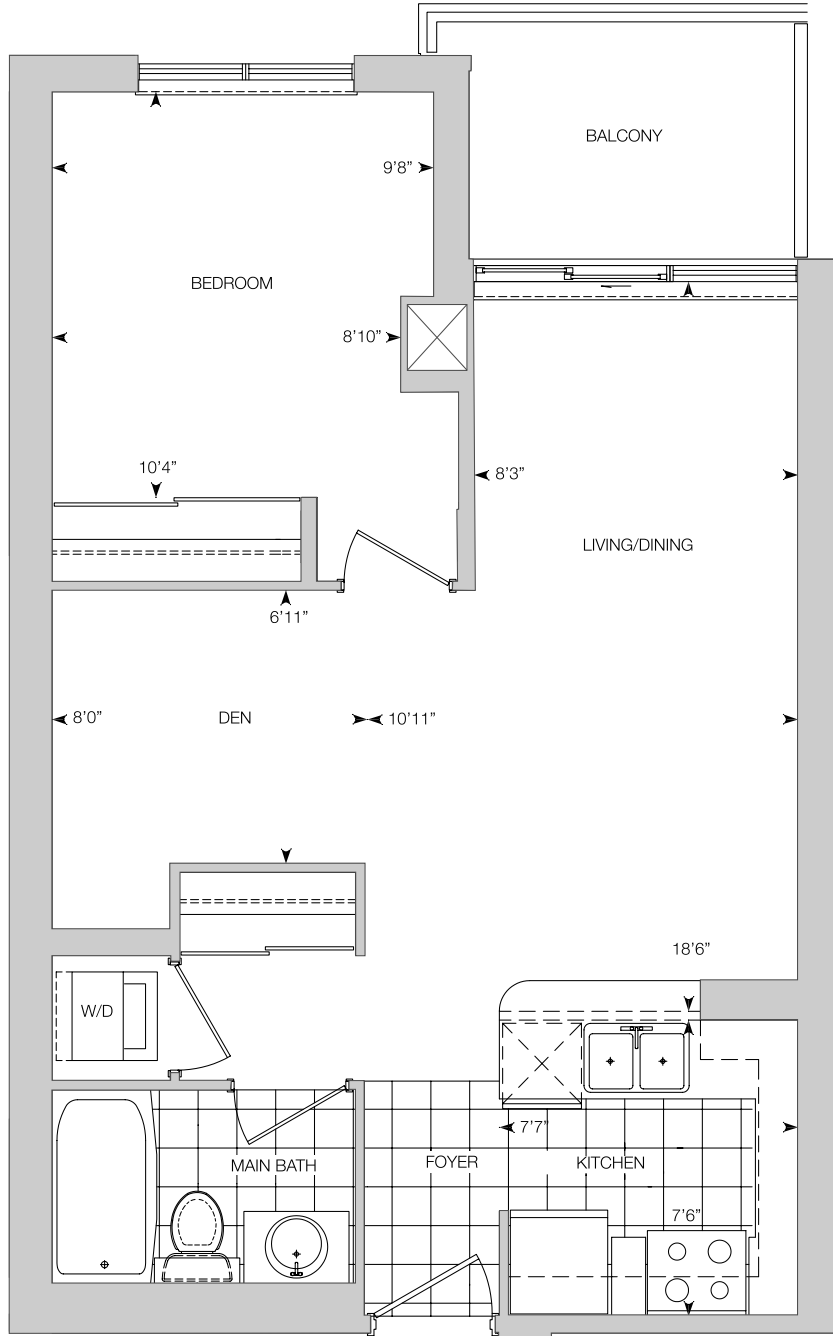 BALCONY
9’8”
BEDROOM
8’10”
10’4”
8’3”
LIVING/DINING
6’11”
8’0”
DEN
10’11”
18’6”
W/D
7’7”
MAIN BATH
FOYER
KITCHEN
7’6”